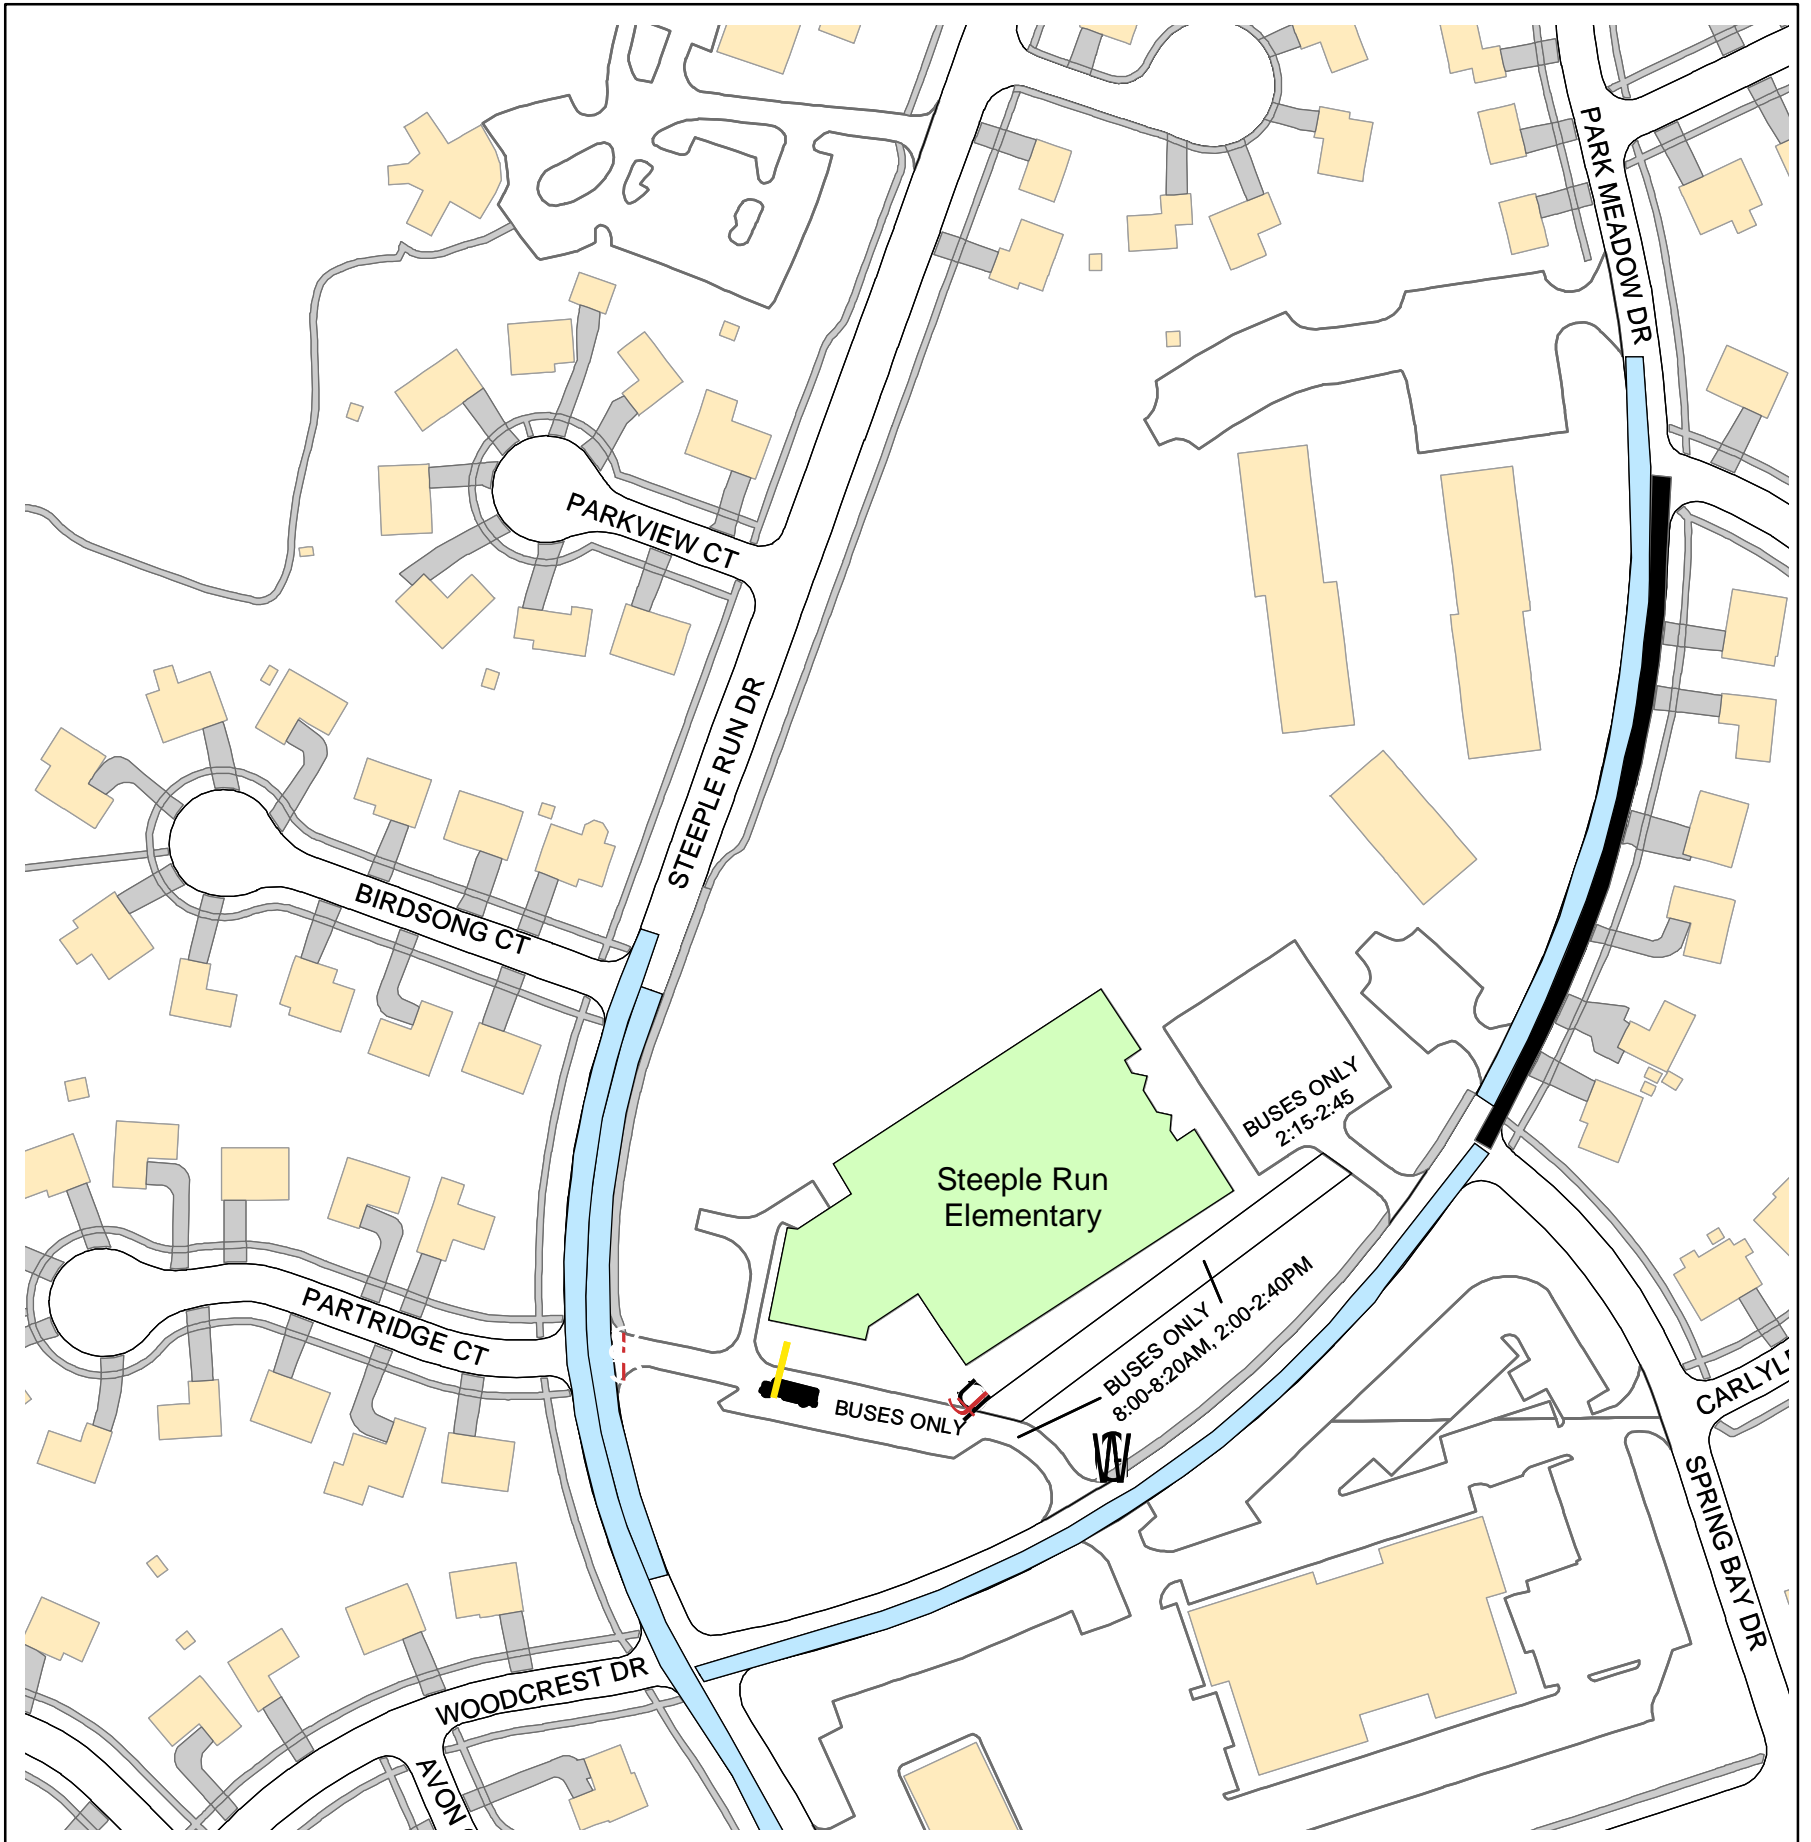 PARK MEADOW DR
PARKVIEW CT
STEEPLE RUN DR
BIRDSONG CT
BUSES ONLY
2:15-2:45
Steeple Run
Elementary
PARTRIDGE CT
BUSES ONLY
8:00-8:20AM, 2:00-2:40PM
BUSES ONLY
CARLYL
SPRING BAY DR
WOODCREST DR
AVON